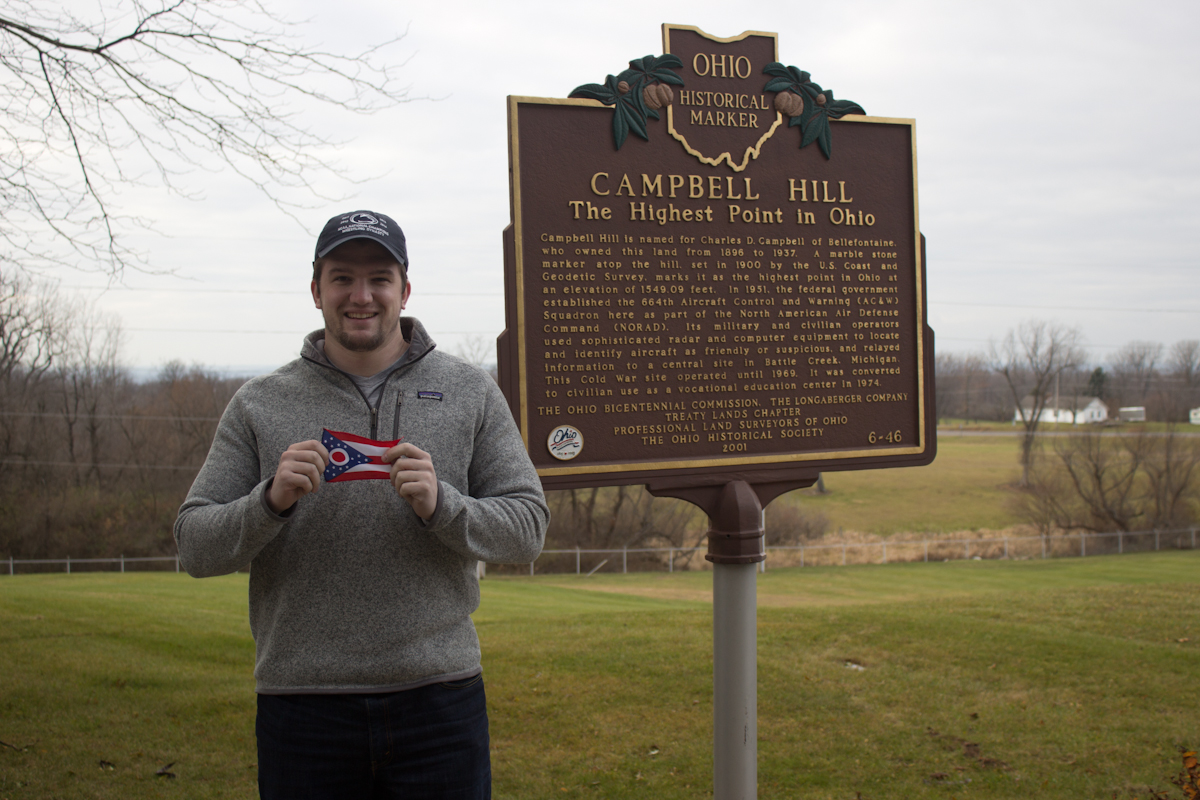 OHIO
HISTORICAL
MARKER
CAMPBELL HILL
The Highest Point in Ohio
Campbell Hill is named for Charles D. Campbell of Bellefontaine,
who owned this land from 1896 to 1937. A marble stone
marker atop the hill, set in 1900 by the U.S. Coast and
Geodetic Survey, marks it as the highest point in Ohio at
an elevation of 1549.09 feet. In 1951, the federal government
established the 664th Aircraft Control and Warning (AC&W)
Squadron here as part of the North American Air Defense
Command (NORAD). Its military and civilian operators
used sophisticated radar and computer equipment to locate
and identify aircraft as friendly or suspicious, and relayed
information to a central site in Battle Creek, Michigan.
This Cold War site operated until 1969. It was converted
to civilian use as a vocational education center in 1974.
THE OHIO BICENTENNIAL COMMISSION, THE LONGABERGER COMPANY
TREATY LANDS CHAPTER
PROFESSIONAL LAND SURVEYORS OF OHIO
THE OHIO HISTORICAL SOCIETY
2001
6-46
Ohio
patagonia